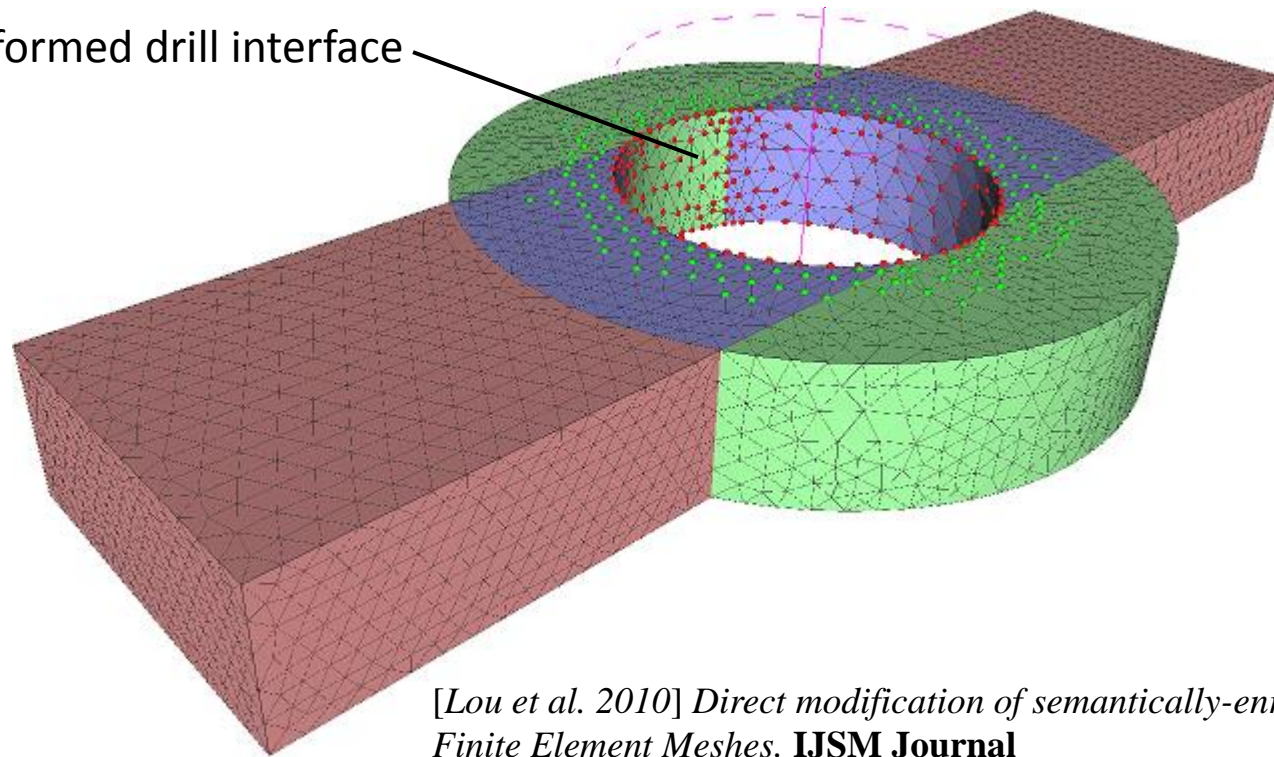 formed drill interface
[Lou et al. 2010] Direct modification of semantically-en
Finite Element Meshes. IJSM Journal